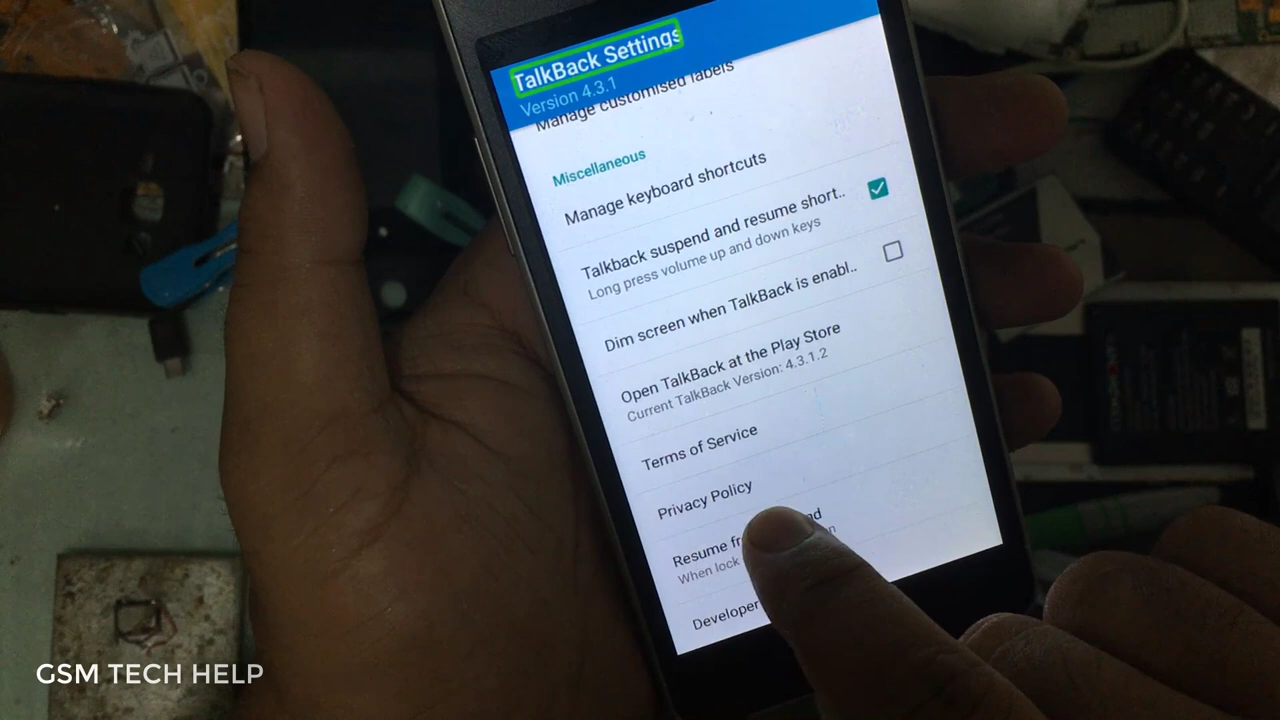 TalkBack Settings
Version 4.3.1
Manage customised labels
Miscellaneous
Manage keyboard shortcuts
Talkback suspend and resume short..
Long press volume up and down keys
Dim screen when TalkBack is enabl..
Open TalkBack at the Play Store
Current TalkBack Version: 4.3.1.2
Terms of Service
Privacy Policy
Resume
When lock
Developer
GSM TECH HELP